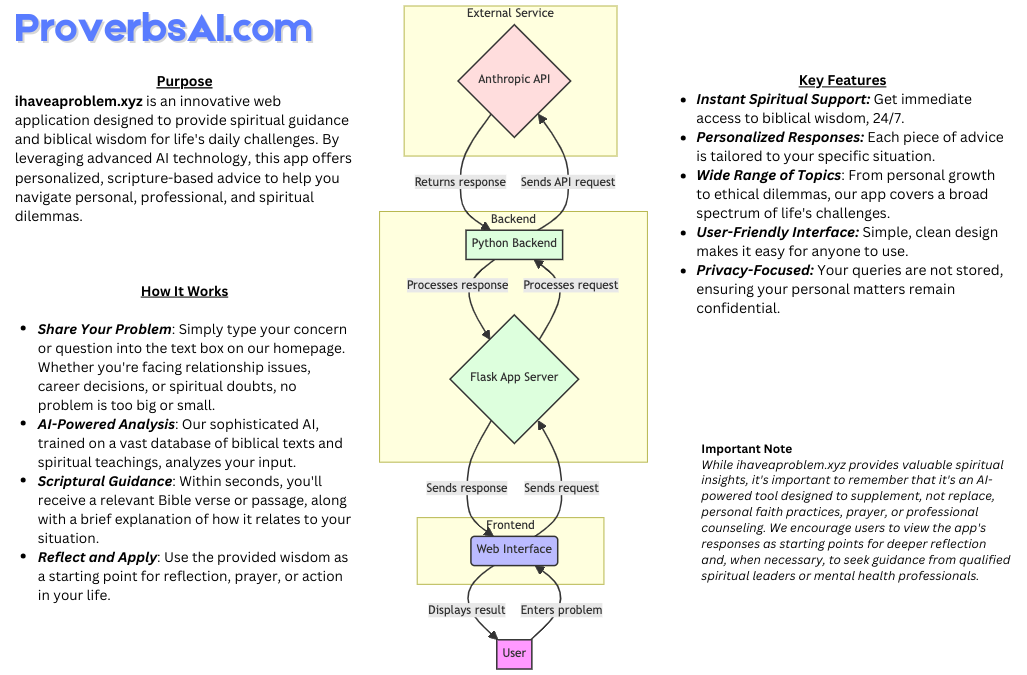 ProverbsAI.com
Purpose
ihaveaproblem.xyz is an innovative web
application designed to provide spiritual guidance
and biblical wisdom for life's daily challenges. By
leveraging advanced AI technology, this app offers
personalized, scripture-based advice to help you
navigate personal, professional, and spiritual
dilemmas.
How It Works
• Share Your Problem: Simply type your concern
or question into the text box on our homepage.
Whether you're facing relationship issues,
career decisions, or spiritual doubts, no
problem is too big or small.
• AI-Powered Analysis: Our sophisticated AI,
trained on a vast database of biblical texts and
spiritual teachings, analyzes your input.
• Scriptural Guidance: Within seconds, you'll
receive a relevant Bible verse or passage, along
with a brief explanation of how it relates to your
situation.
• Reflect and Apply: Use the provided wisdom as
a starting point for reflection, prayer, or action
in your life.
External Service
Anthropic API
Returns response
Sends API request
Backend
Python Backend
Processes response
Processes request
Flask App Server
Sends response
Sends request
Frontend
Web Interface
Displays result
Enters problem
User
Key Features
• Instant Spiritual Support: Get immediate
access to biblical wisdom, 24/7.
• Personalized Responses: Each piece of advice
is tailored to your specific situation.
• Wide Range of Topics: From personal growth
to ethical dilemmas, our app covers a broad
spectrum of life's challenges.
• User-Friendly Interface: Simple, clean design
makes it easy for anyone to use.
• Privacy-Focused: Your queries are not stored,
ensuring your personal matters remain
confidential.
Important Note
While ihaveaproblem.xyz provides valuable spiritual
insights, it's important to remember that it's an AI-
powered tool designed to supplement, not replace,
personal faith practices, prayer, or professional
counseling. We encourage users to view the app's
responses as starting points for deeper reflection
and, when necessary, to seek guidance from qualified
spiritual leaders or mental health professionals.